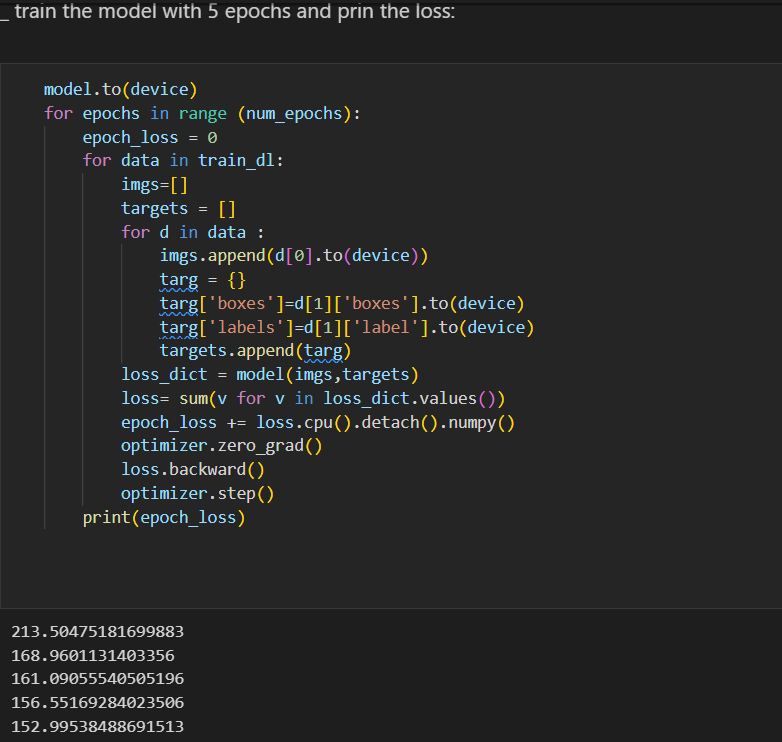 _ train the model with 5 epochs and prin the loss:
model.to(device)
for epochs in range (num_epochs):
    epoch_loss = 0
    for data in train_dl:
        imgs=[]
        targets = []
        for d in data :
            imgs.append(d[0].to(device))
            targ = {}
            targ['boxes']=d[1]['boxes'].to(device)
            targ['labels']=d[1]['label'].to(device)
            targets.append(targ)
        loss_dict = model(imgs,targets)
        loss= sum(v for v in loss_dict.values())
        epoch_loss += loss.cpu().detach().numpy()
        optimizer.zero_grad()
        loss.backward()
        optimizer.step()
    print(epoch_loss)
213.50475181699883
168.9601131403356
161.09055540505196
156.55169284023506
152.99538488691513